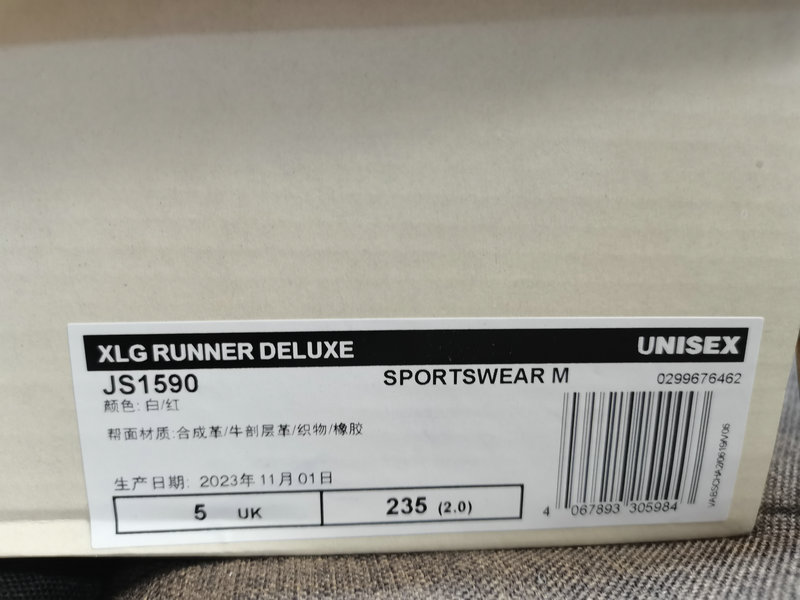 XLG RUNNER DELUXE UNISEX
JS1590 SPORTSWEAR M 0299676462
颜色: 白/红
帮面材质:合成革/牛剖层革/织物/橡胶
生产日期: 2023年11月01日
5 UK 235 (2.0)
4 067893 305984